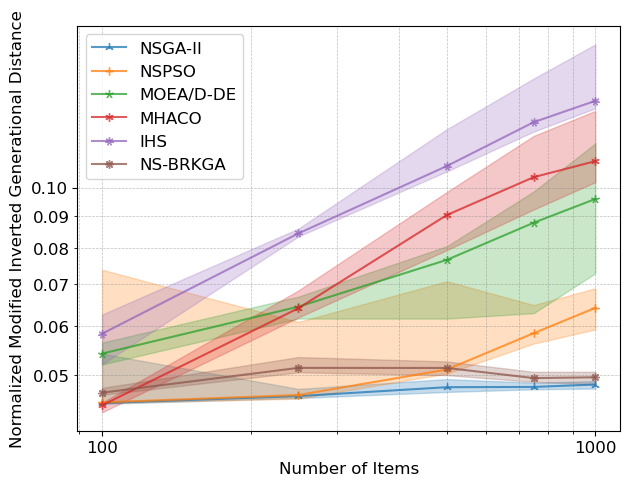 Normalized Modified Inverted Generational Distance
NSGA-II
NSPSO
MOEA/D-DE
MHACO
IHS
NS-BRKGA
0.10
0.09
0.08
0.07
0.06
0.05
100
1000
Number of Items